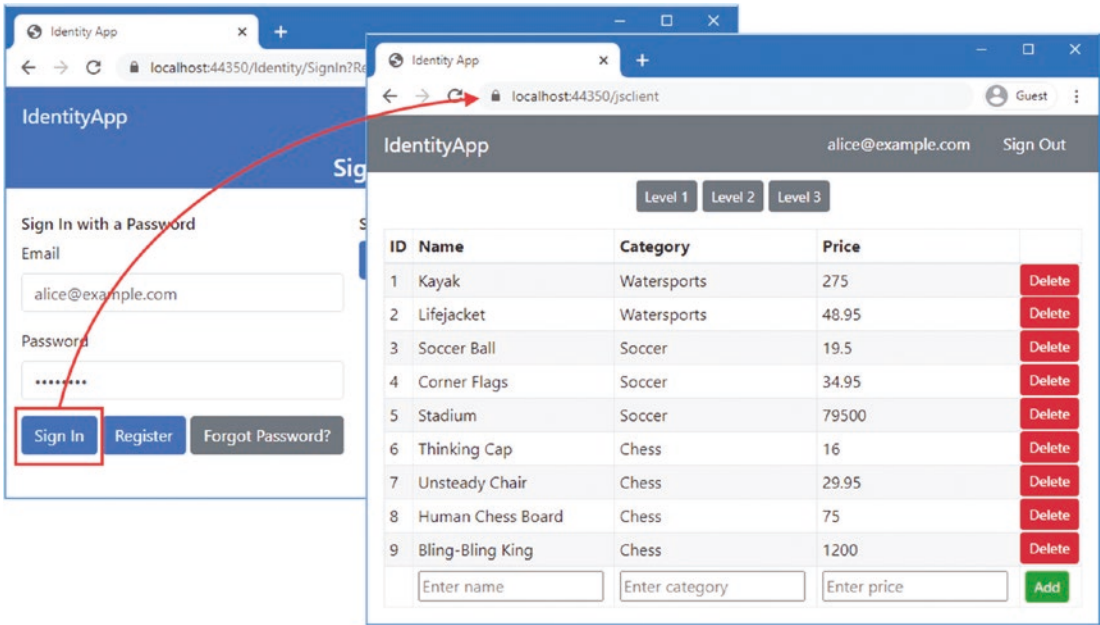 Identity App
localhost:44350/Identity/SignIn?Re
IdentityApp
Sig
Sign In with a Password
Email
alice@example.com
Password
••••••••
Sign In Register Forgot Password?
Identity App
localhost:44350/jsclient Guest
IdentityApp alice@example.com Sign Out
Level 1 Level 2 Level 3
ID Name Category Price
1 Kayak Watersports 275 Delete
2 Lifejacket Watersports 48.95 Delete
3 Soccer Ball Soccer 19.5 Delete
4 Corner Flags Soccer 34.95 Delete
5 Stadium Soccer 79500 Delete
6 Thinking Cap Chess 16 Delete
7 Unsteady Chair Chess 29.95 Delete
8 Human Chess Board Chess 75 Delete
9 Bling-Bling King Chess 1200 Delete
Enter name Enter category Enter price Add